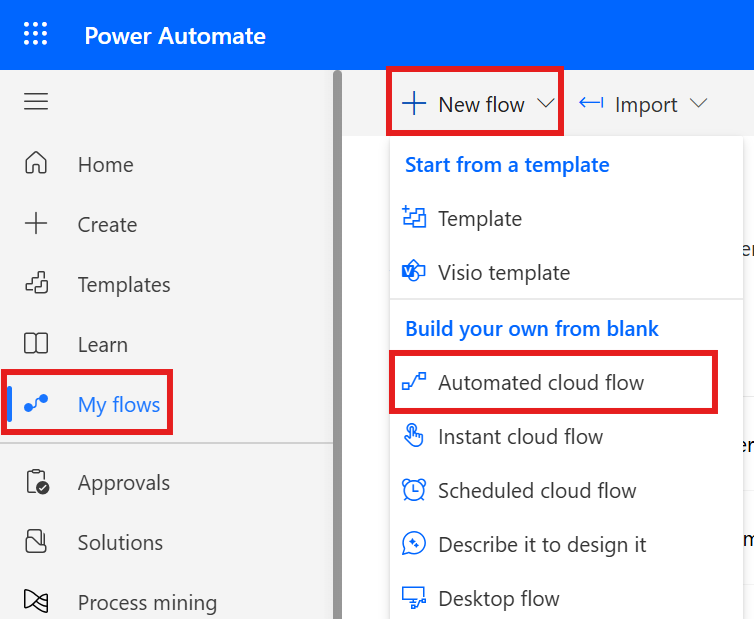 Power Automate
New flow
Import
Home
Create
Templates
Learn
My flows
Approvals
Solutions
Process mining
Start from a template
Template
Visio template
Build your own from blank
Automated cloud flow
Instant cloud flow
Scheduled cloud flow
Describe it to design it
Desktop flow